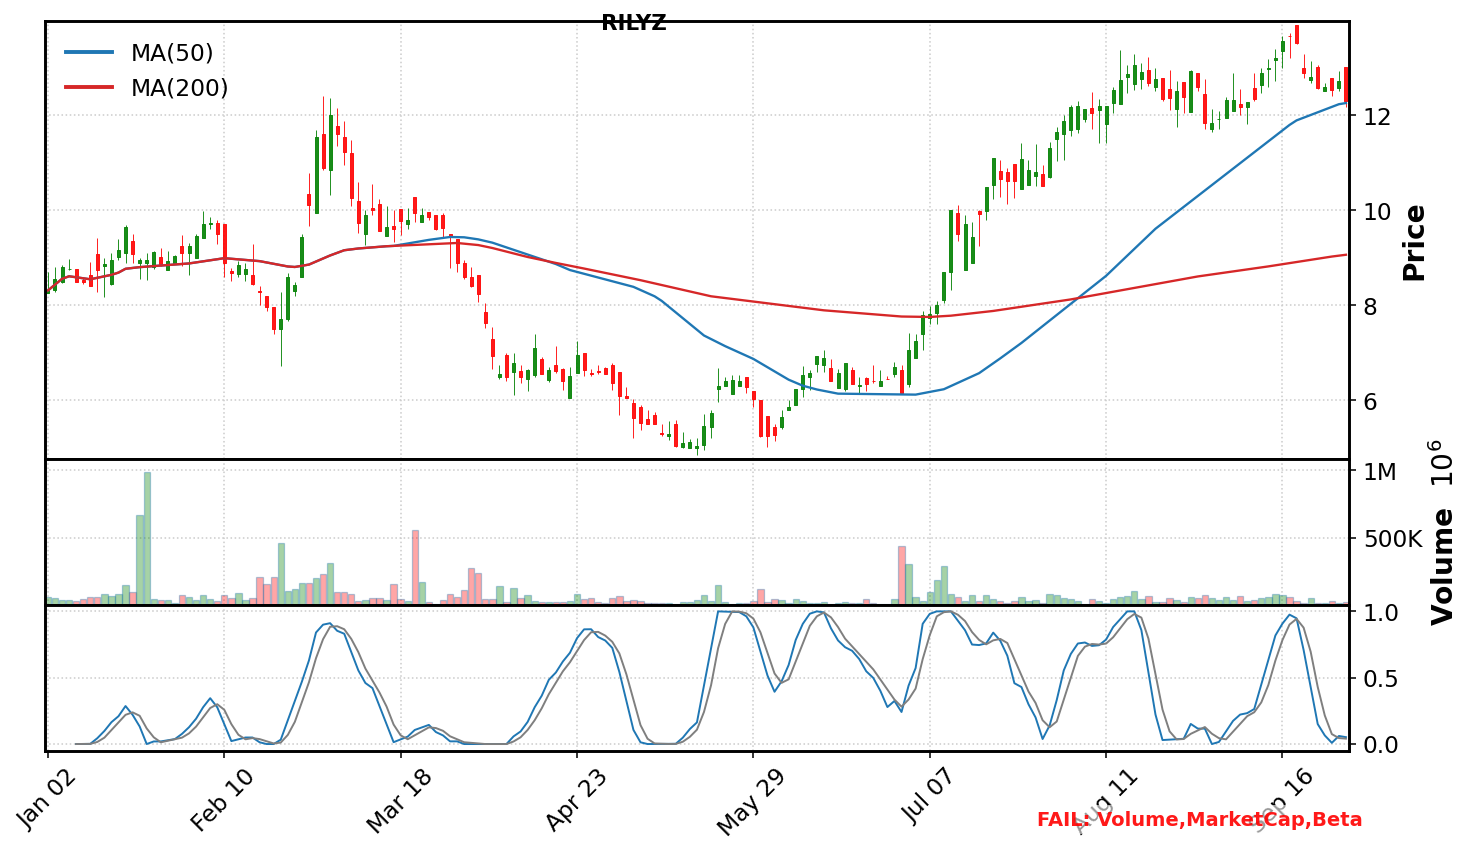 RILYZ
MA(50)
MA(200)
12
10
8
6
Price
1M
500K
Volume 10⁶
1.0
0.5
0.0
Jan 02
Feb 10
Mar 18
Apr 23
May 29
Jul 07
Aug 11
Sep 16
FAIL: Volume,MarketCap,Beta